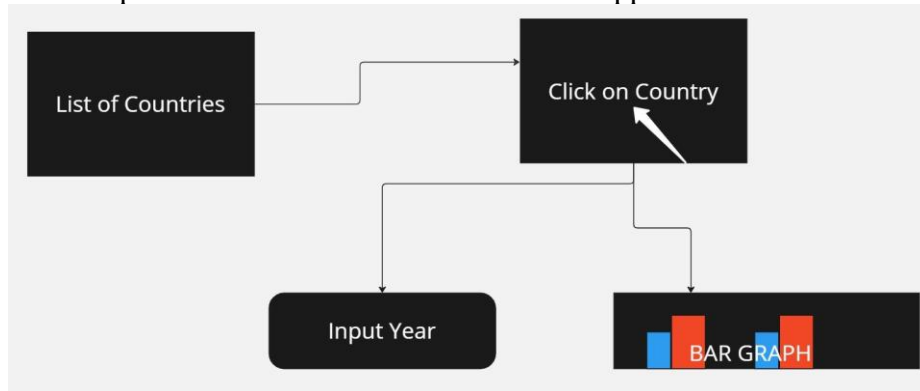 List of Countries
Click on Country
Input Year
BAR GRAPH